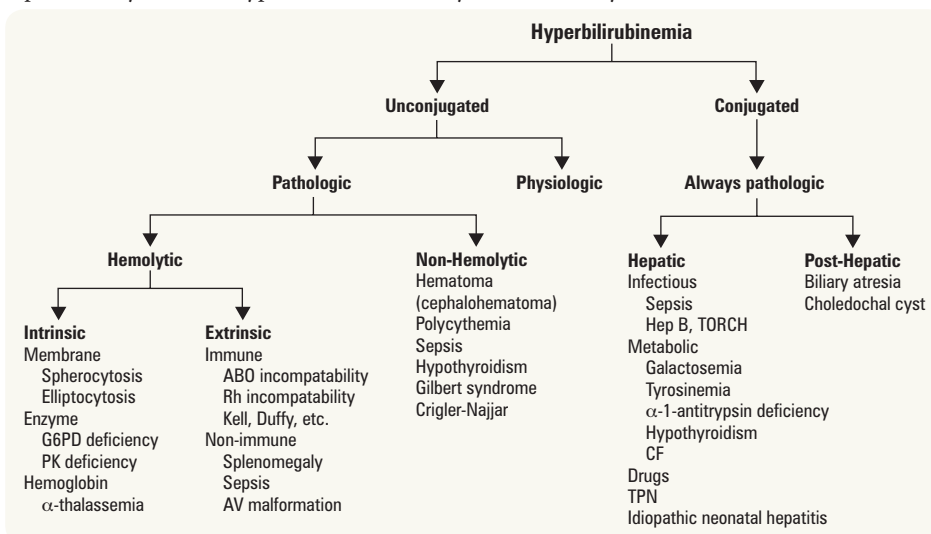 Hyperbilirubinemia
Unconjugated
Conjugated
Pathologic
Physiologic
Always pathologic
Hemolytic
Intrinsic
Membrane
Spherocytosis
Elliptocytosis
Enzyme
G6PD deficiency
PK deficiency
Hemoglobin
α-thalassemia
Extrinsic
Immune
ABO incompatability
Rh incompatability
Kell, Duffy, etc.
Non-immune
Splenomegaly
Sepsis
AV malformation
Non-Hemolytic
Hematoma
(cephalohematoma)
Polycythemia
Sepsis
Hypothyroidism
Gilbert syndrome
Crigler-Najjar
Hepatic
Infectious
Sepsis
Hep B, TORCH
Metabolic
Galactosemia
Tyrosinemia
α-1-antitrypsin deficiency
Hypothyroidism
CF
Drugs
TPN
Idiopathic neonatal hepatitis
Post-Hepatic
Biliary atresia
Choledochal cyst